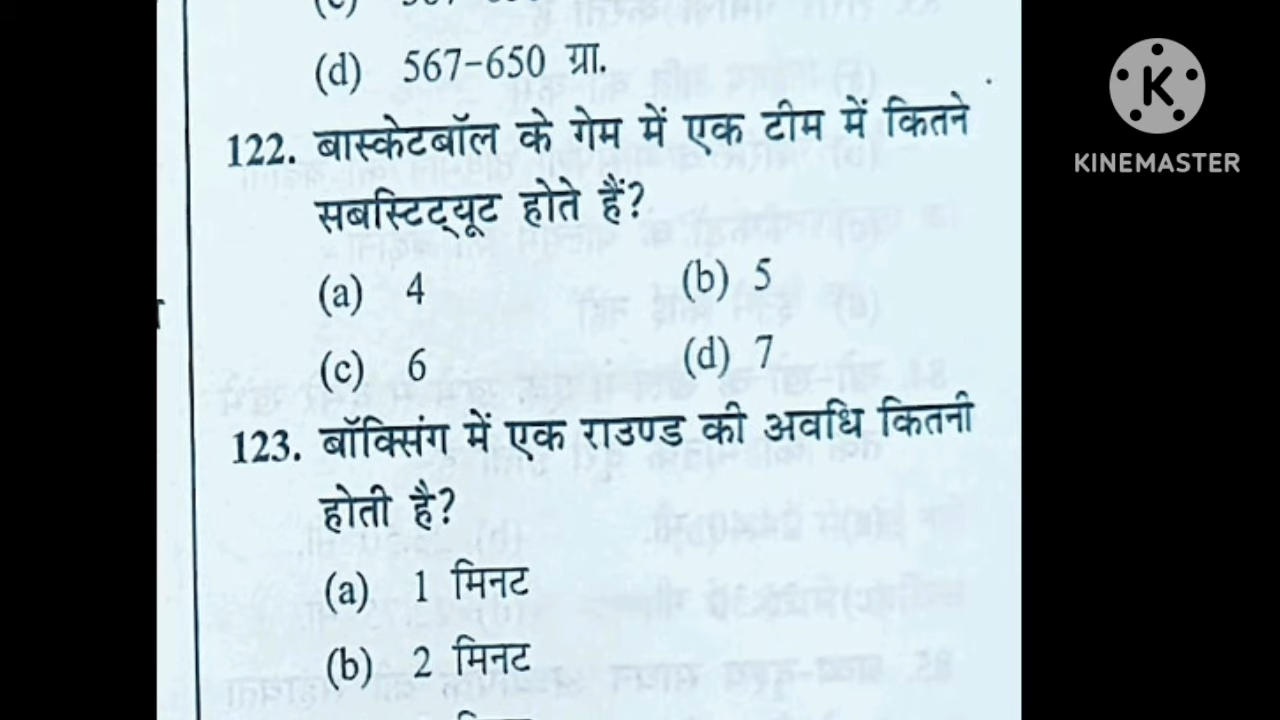 (d) 567-650 ग्रा.
122. बास्केटबॉल के गेम में एक टीम में कितने
सबस्टिट्यूट होते हैं?
(a) 4 (b) 5
(c) 6 (d) 7
123. बॉक्सिंग में एक राउण्ड की अवधि कितनी
होती है?
(a) 1 मिनट
(b) 2 मिनट
K
KINEMASTER